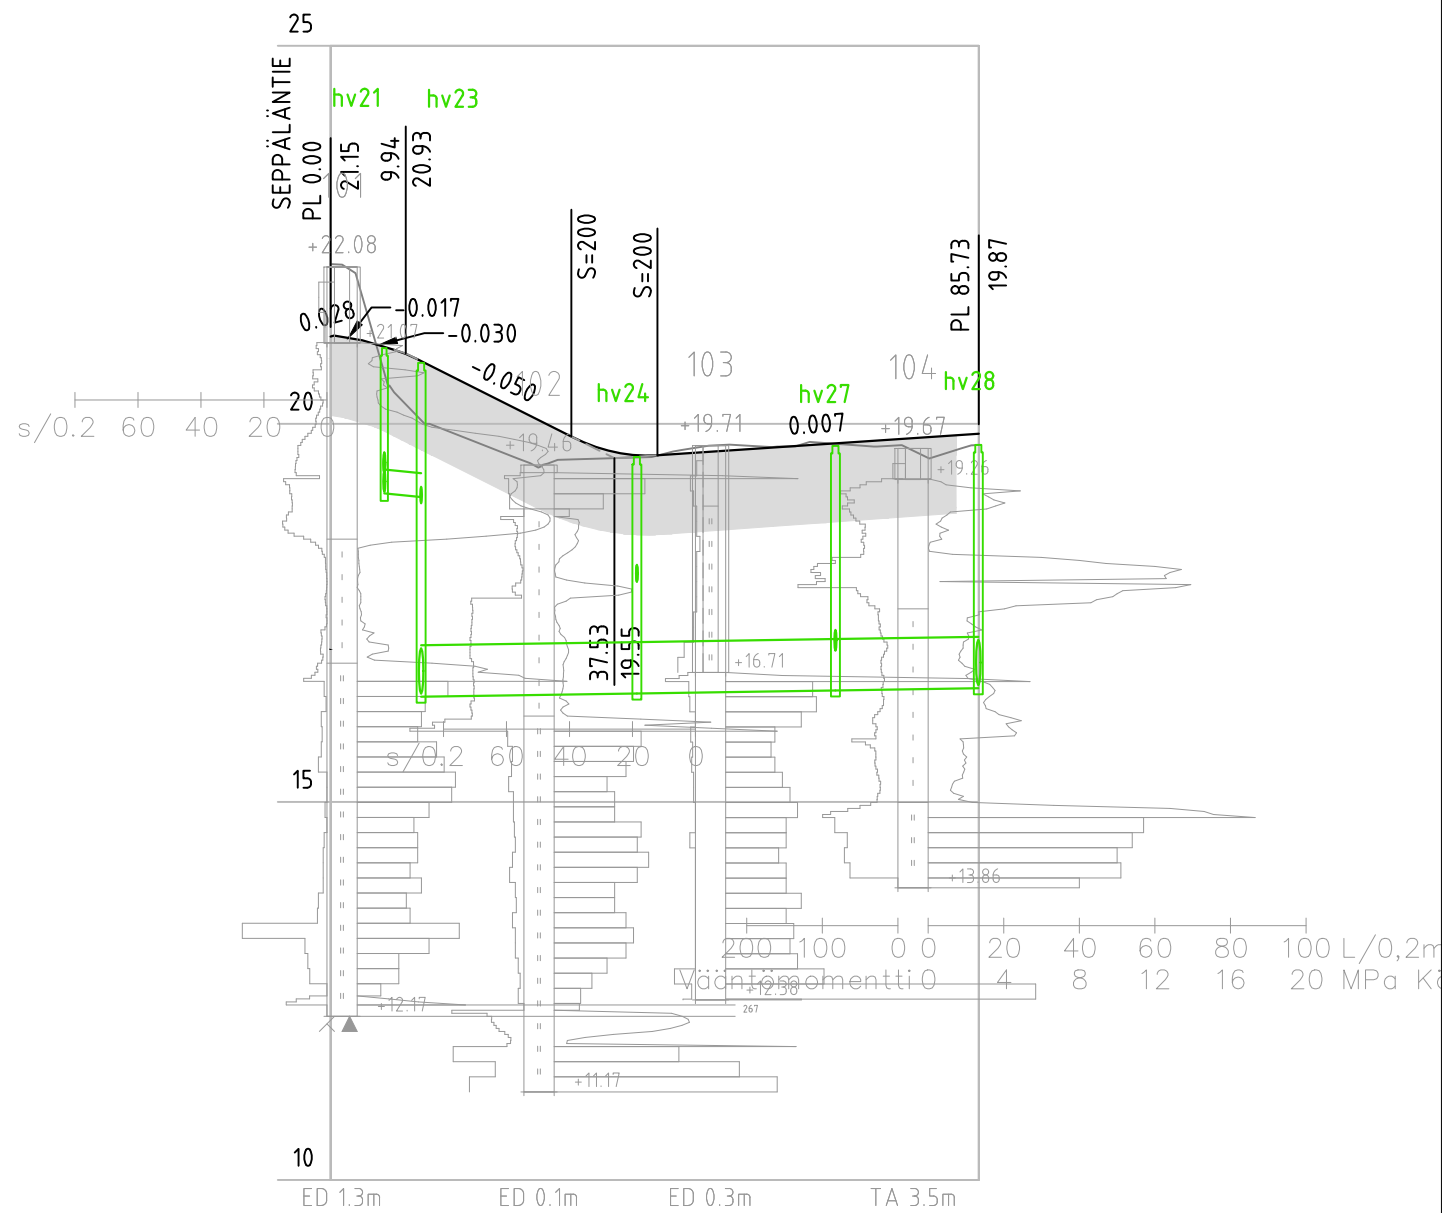 25
SEPPÄLÄNTIE
hv21
hv23
PL 0.00
21.15
9.94
20.93
+22.08
S=200
S=200
PL 85.73
19.87
0.028
-0.017
+21.07
-0.030
-0.050
102
103
104
hv24
hv27
hv28
20
s/0.2 60 40 20 0
+19.46
+19.71
0.007
+19.67
+19.26
37.53
19.55
+16.71
s/0.2 60 40 20 0
15
+13.86
200 100 0 0 20 40 60 80 100 L/0,2m
Vääntömomentti 0 4 8 12 16 20 MPa
+12.38
+12.17
267
+11.17
10
ED 1.3m
ED 0.1m
ED 0.3m
TA 3.5m